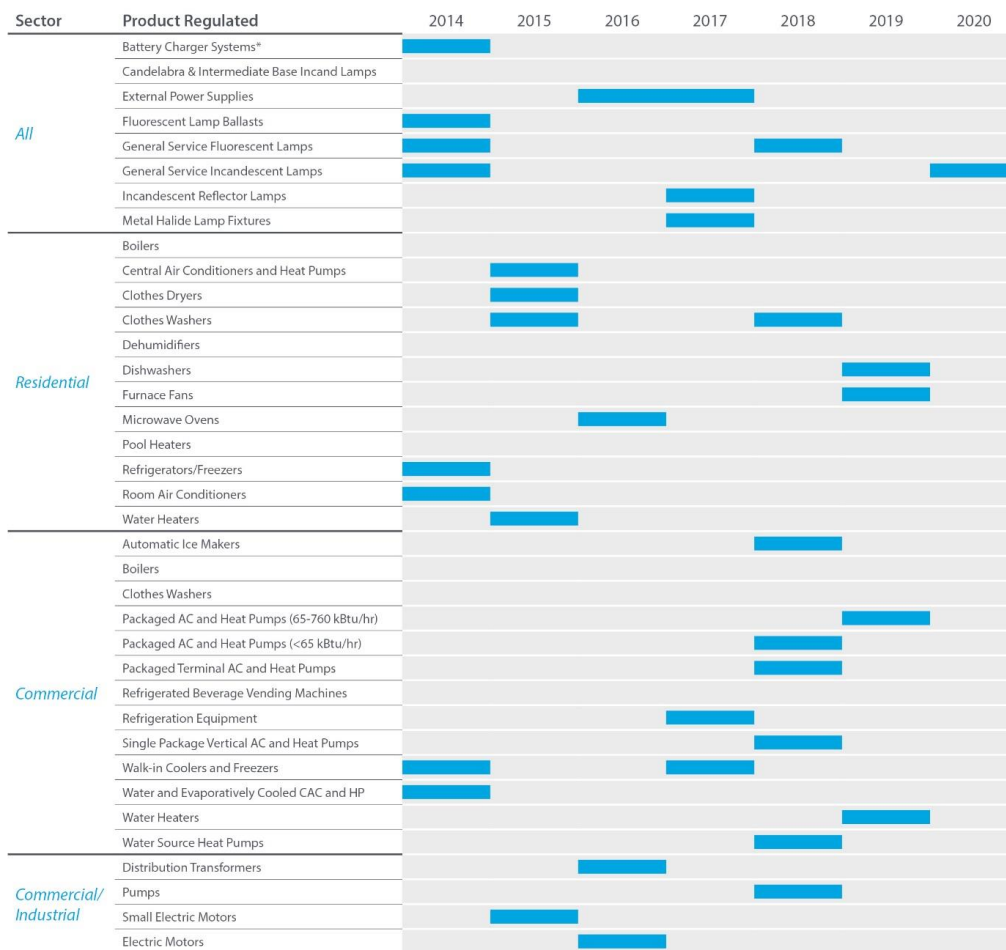 Sector Product Regulated 2014 2015 2016 2017 2018 2019 2020
All
Battery Charger Systems*
Candelabra & Intermediate Base Incand Lamps
External Power Supplies
Fluorescent Lamp Ballasts
General Service Fluorescent Lamps
General Service Incandescent Lamps
Incandescent Reflector Lamps
Metal Halide Lamp Fixtures
Residential
Boilers
Central Air Conditioners and Heat Pumps
Clothes Dryers
Clothes Washers
Dehumidifiers
Dishwashers
Furnace Fans
Microwave Ovens
Pool Heaters
Refrigerators/Freezers
Room Air Conditioners
Water Heaters
Commercial
Automatic Ice Makers
Boilers
Clothes Washers
Packaged AC and Heat Pumps (65-760 kBtu/hr)
Packaged AC and Heat Pumps (<65 kBtu/hr)
Packaged Terminal AC and Heat Pumps
Refrigerated Beverage Vending Machines
Refrigeration Equipment
Single Package Vertical AC and Heat Pumps
Walk-in Coolers and Freezers
Water and Evaporatively Cooled CAC and HP
Water Heaters
Water Source Heat Pumps
Commercial/
Industrial
Distribution Transformers
Pumps
Small Electric Motors
Electric Motors